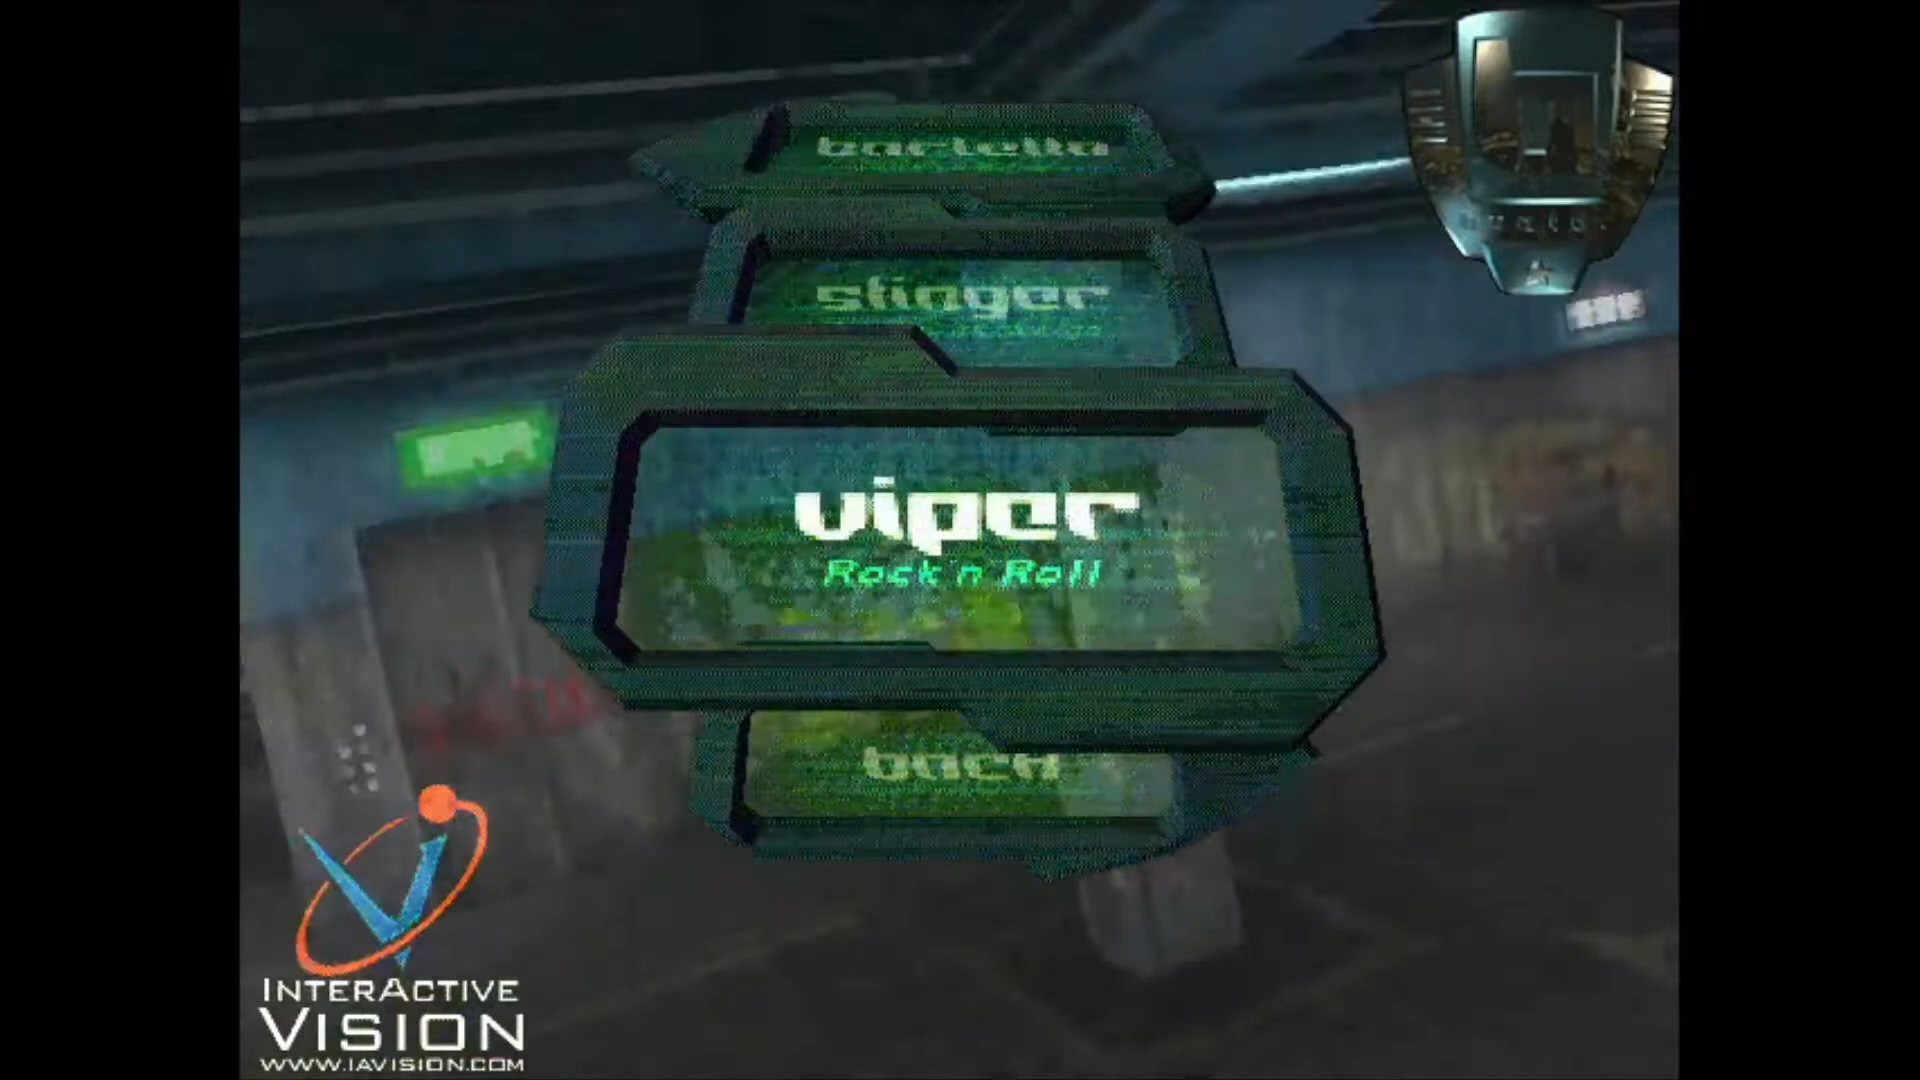 bartello
stinger
viper
Rock'n Roll
back
INTERACTIVE
VISION
WWW.IAVISION.COM